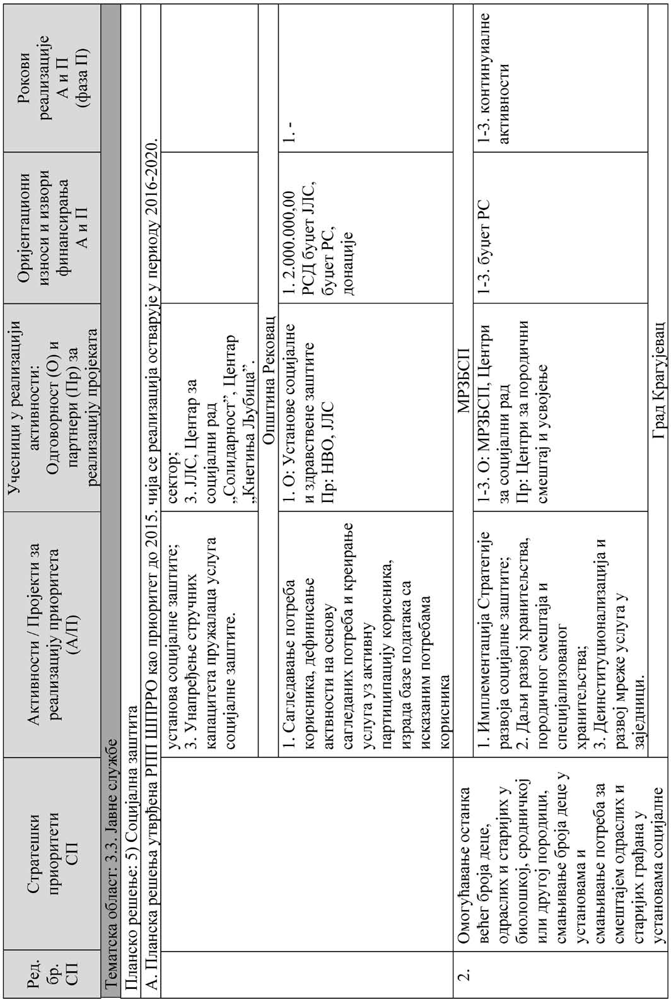 Ред.
бр.
СП
Стратешки
приоритети
СП
Активности / Пројекти за
реализацију приоритета
(А/П)
Учесници у реализацији
активности:
Одговорност (О) и
партнери (Пр) за
реализацију пројеката
Оријентациони
износи и извори
финансирања
А и П
Рокови
реализације
А и П
(фаза П)
Тематска област: 3.3. Јавне службе
Планско решење: 5) Социјална заштита
А. Планска решења утврђена РПП ШПРРО као приоритет до 2015. чија се реализација остварује у периоду 2016-2020.
установа социјалне заштите;
3. Унапређење стручних
капацитета пружалаца услуга
социјалне заштите.
сектор;
3. ЈЛС, Центар за
социјални рад
„Солидарност”, Центар
„Кнегиња Љубица”.
Општина Рековац
1. Сагледавање потреба
корисника, дефинисање
актвности на основу
сагледаних потреба и креирање
услуга уз активну
партиципацију корисника,
израда базе података са
исказаним потребама
корисника
1. О: Установе социјалне
и здравствене заштите
Пр: НВО, ЈЛС
1. 2.000.000,00
РСД буџет ЈЛС,
буџет РС,
донације
1. -
2.
Омогућавање останка
већег броја деце,
одраслих и старијих у
биолошкој, сродничкој
или другој породици,
смањивање броја деце у
установама и
смањивање потреба за
смештајем одраслих и
старијих грађана у
установама социјалне
МРЗБСП
1. Имплементација Стратегије
развоја социјалне заштите;
2. Даљи развој хранитељства,
породичног смештаја и
специјализованог
хранитељства;
3. Деинституционализација и
развој мреже услуга у
заједници.
1-3. О: МРЗБСП, Центри
за социјални рад
Пр: Центри за породични
смештај и усвојење
1-3. буџет РС
1-3. континуиалне
активности
Град Крагујевац